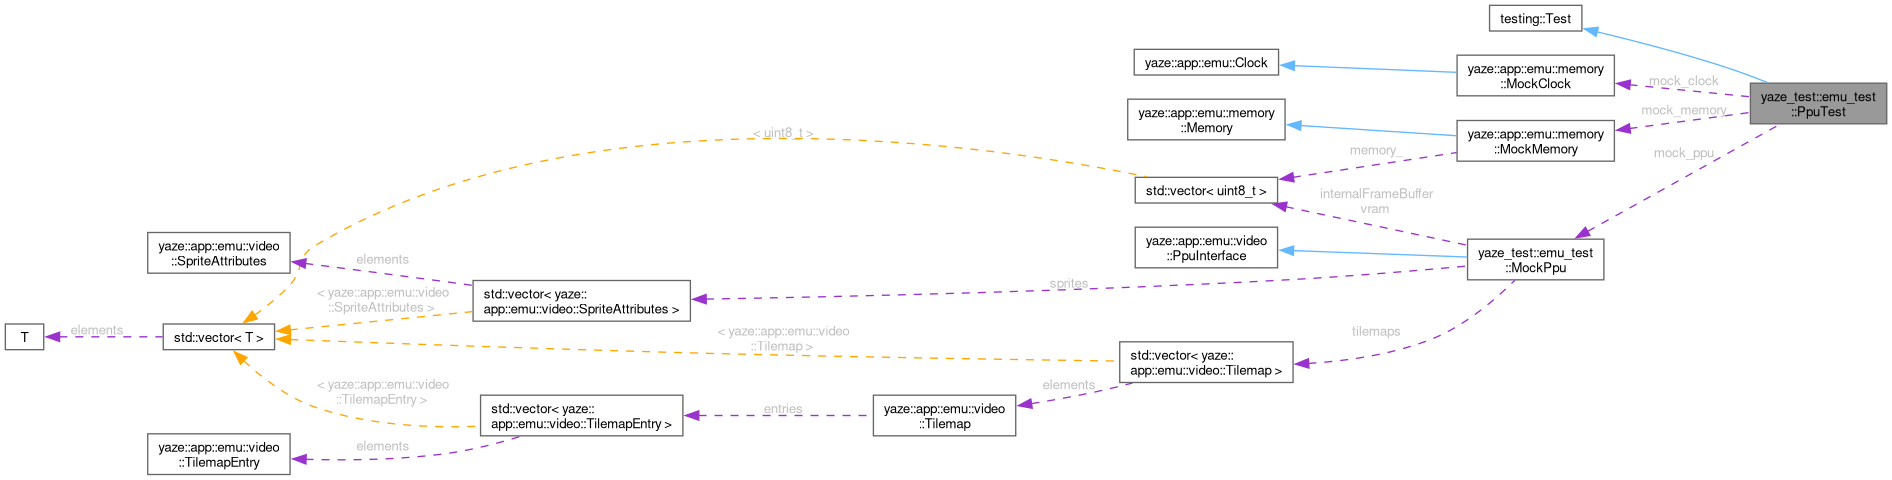 testing::Test
yaze::app::emu::Clock
yaze::app::emu::memory
::MockClock
mock_clock
yaze_test::emu_test
::PpuTest
yaze::app::emu::memory
::Memory
mock_memory
yaze::app::emu::memory
::MockMemory
< uint8_t >
memory_
mock_ppu
std::vector< uint8_t >
internalFrameBuffer
vram
yaze::app::emu::video
::PpuInterface
yaze_test::emu_test
::MockPpu
yaze::app::emu::video
::SpriteAttributes
elements
std::vector< yaze::
app::emu::video::SpriteAttributes >
sprites
< yaze::app::emu::video
::SpriteAttributes >
T
elements
std::vector< T >
< yaze::app::emu::video
::Tilemap >
tilemaps
std::vector< yaze::
app::emu::video::Tilemap >
elements
< yaze::app::emu::video
::TilemapEntry >
std::vector< yaze::
app::emu::video::TilemapEntry >
entries
yaze::app::emu::video
::Tilemap
yaze::app::emu::video
::TilemapEntry
elements